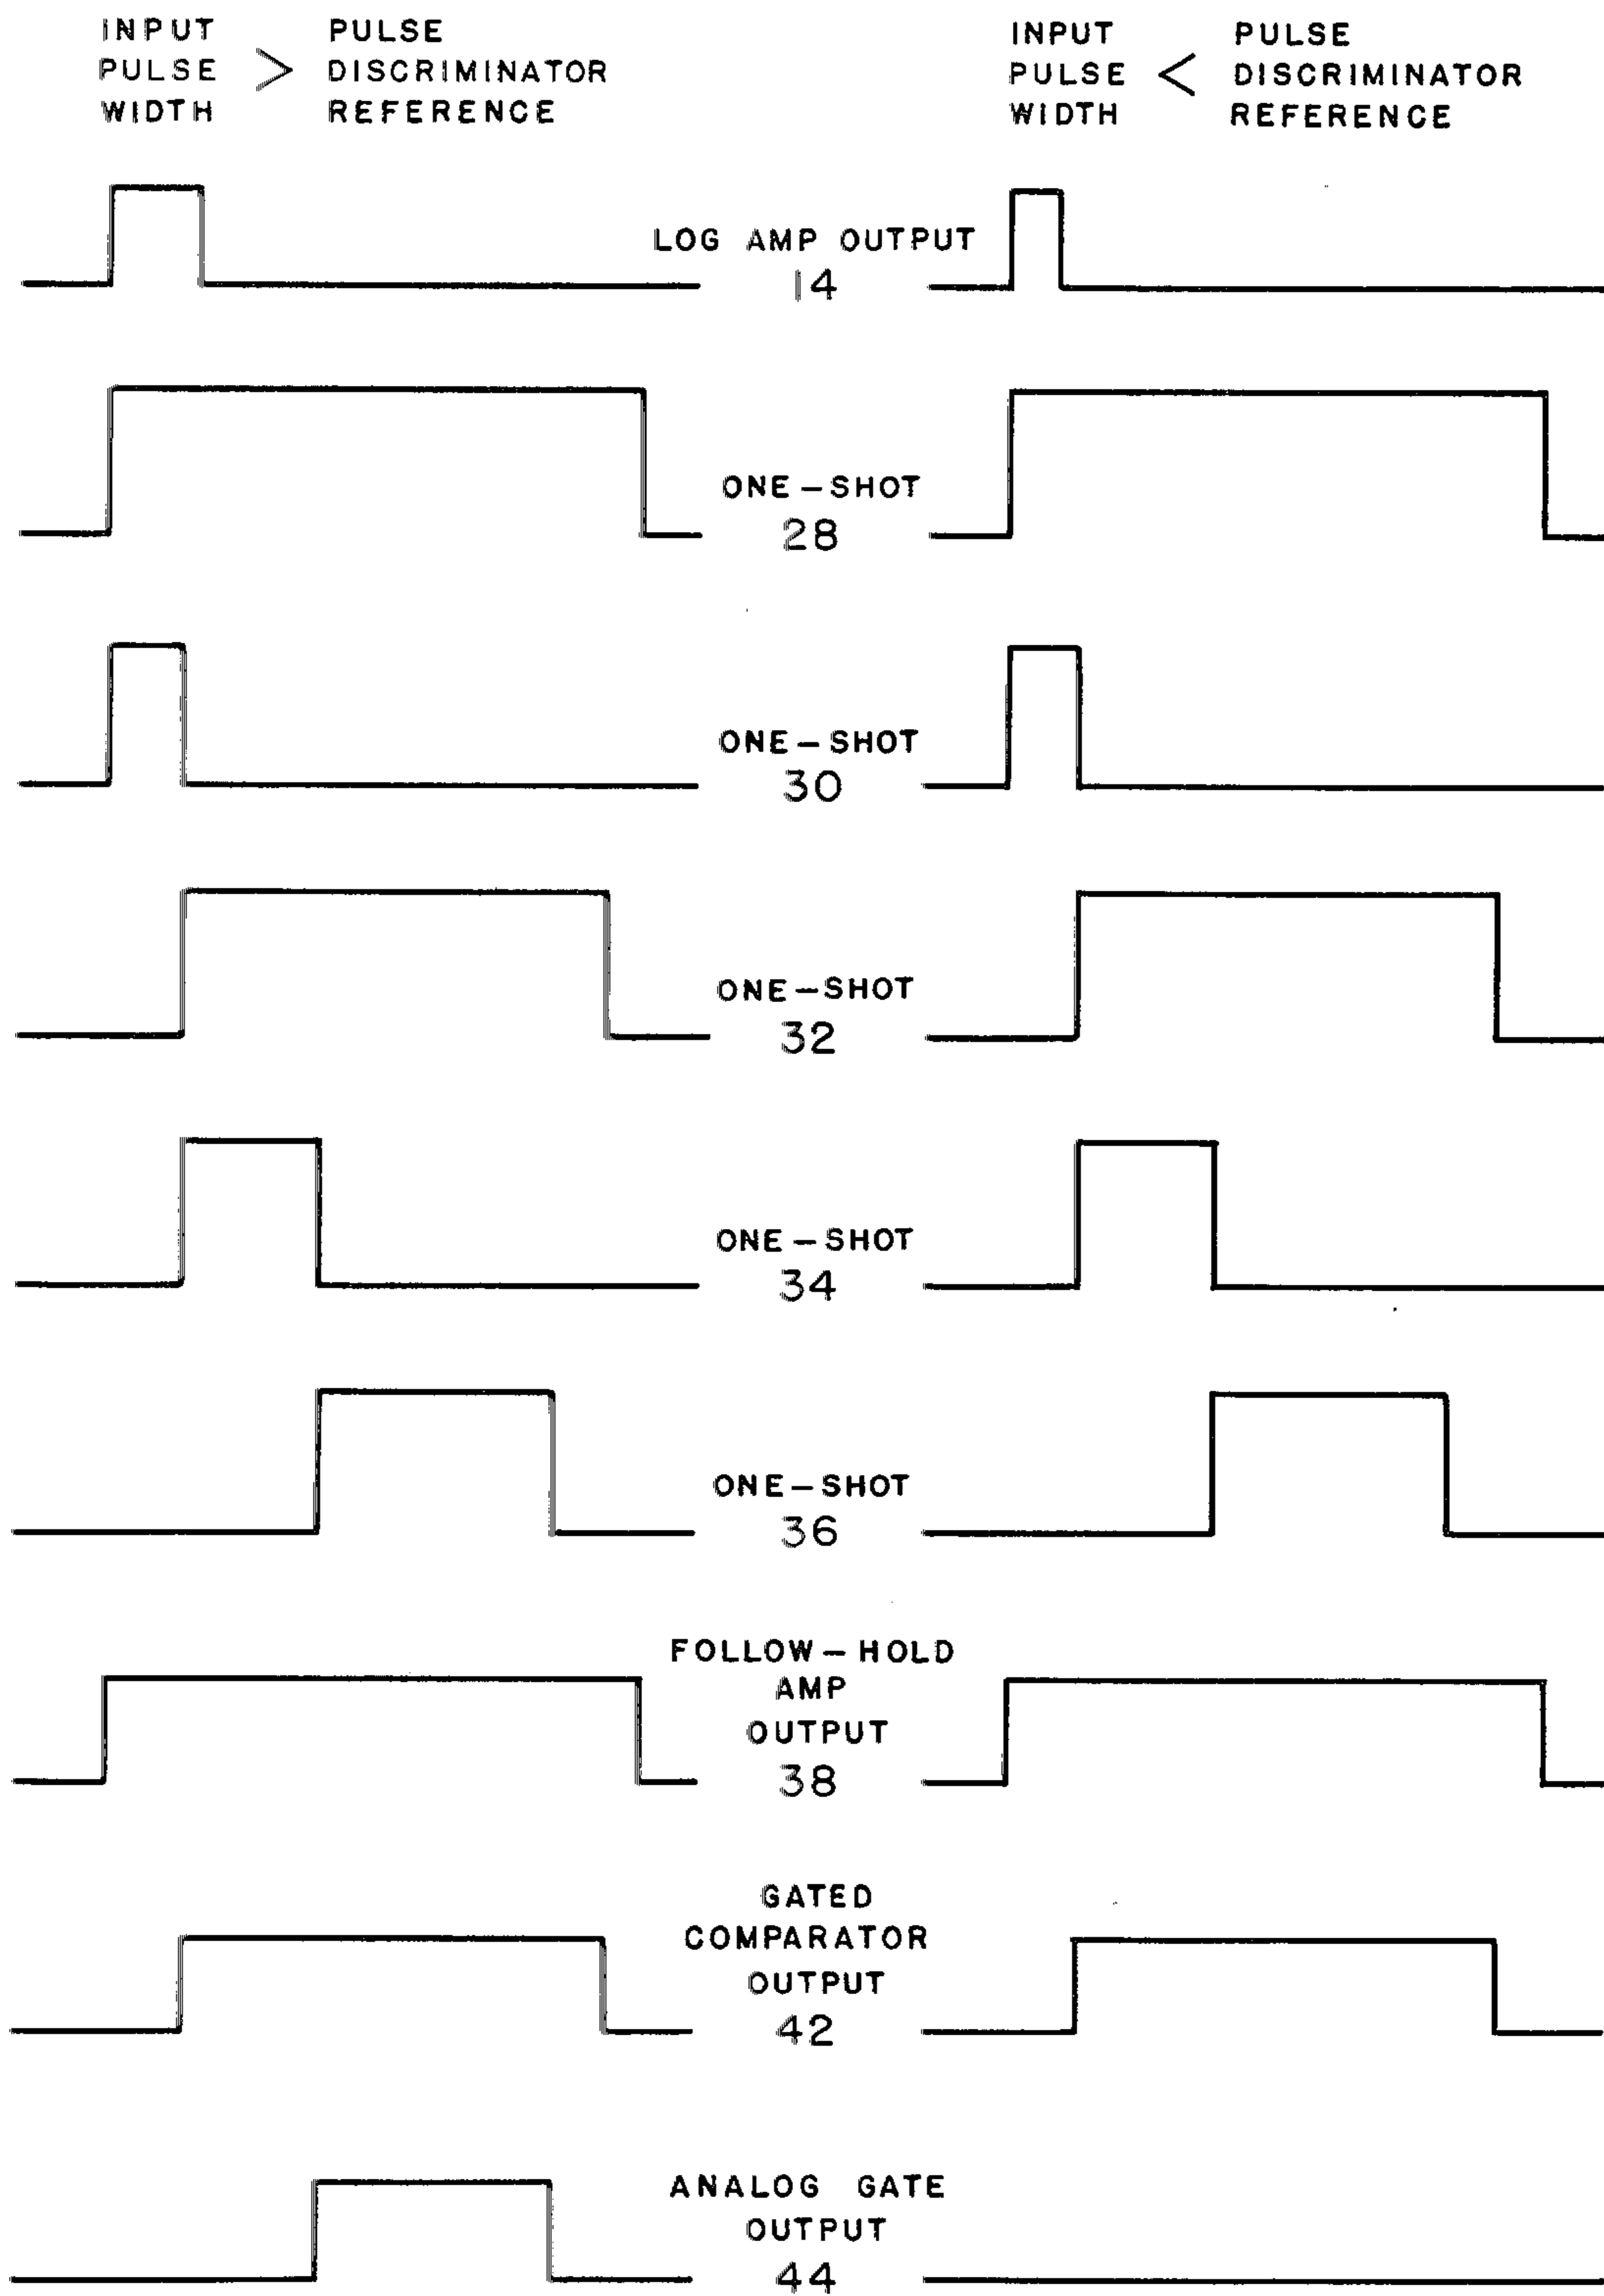 INPUT PULSE WIDTH > PULSE DISCRIMINATOR REFERENCE
INPUT PULSE WIDTH < PULSE DISCRIMINATOR REFERENCE
LOG AMP OUTPUT
14
ONE-SHOT
28
ONE-SHOT
30
ONE-SHOT
32
ONE-SHOT
34
ONE-SHOT
36
FOLLOW-HOLD
AMP
OUTPUT
38
GATED
COMPARATOR
OUTPUT
42
ANALOG GATE
OUTPUT
44